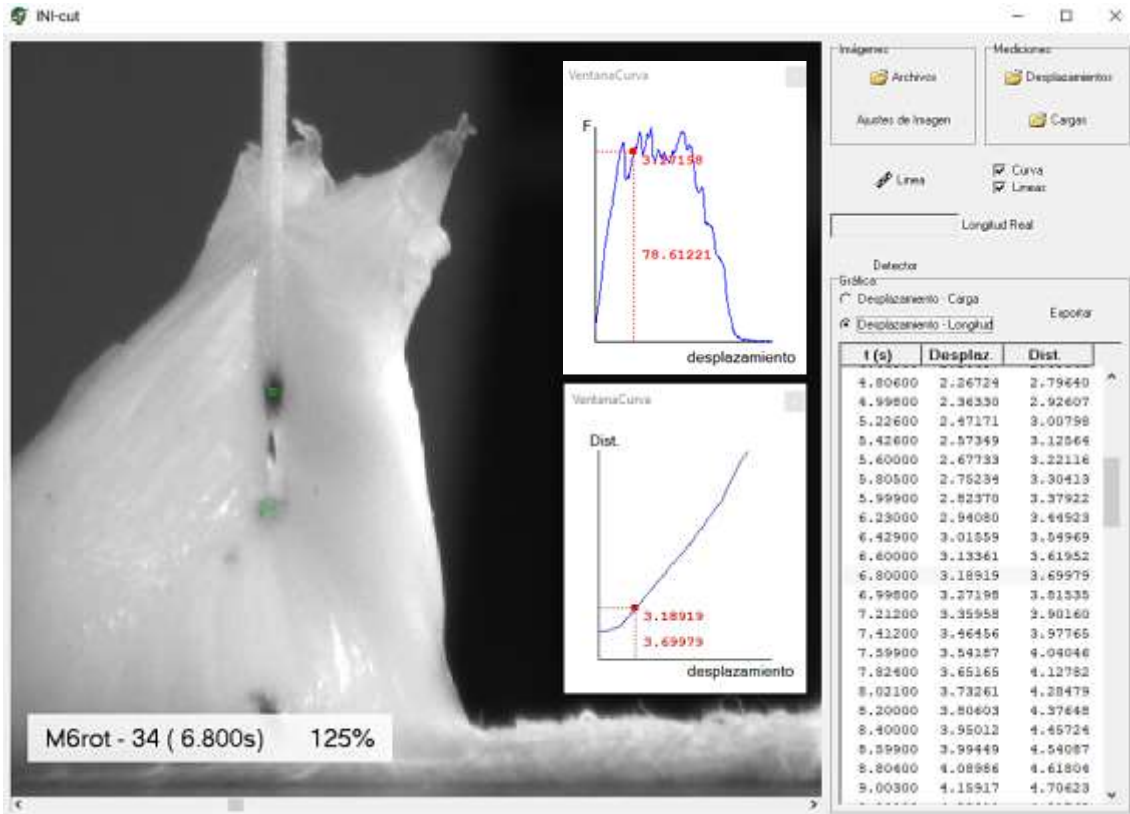 INI-cut
VentanaCurva
F
3.27198
78.61221
desplazamiento
VentanaCurva
Dist.
3.18919
3.69979
desplazamiento
M6rot - 34 ( 6.800s) 125%
Imágenes
Archivos
Ajustes de Imagen
Mediciones
Desplazamientos
Cargas
Linea
Curva
Lineas
Longitud Real
Detector
Gráfica
Desplazamiento - Carga
Desplazamiento - Longitud
Exportar
t (s) Desplaz. Dist.
4.80600 2.26724 2.79640
4.99800 2.36330 2.92607
5.22600 2.47171 3.00798
5.42600 2.57349 3.12564
5.60000 2.67733 3.22116
5.80500 2.75234 3.30413
5.99900 2.82370 3.37922
6.23000 2.94080 3.44923
6.42900 3.01559 3.54969
6.60000 3.13361 3.61952
6.80000 3.18919 3.69979
6.99800 3.27198 3.81535
7.21200 3.35958 3.90160
7.41200 3.46456 3.97765
7.59900 3.54187 4.04046
7.82400 3.65165 4.12782
8.02100 3.73261 4.28479
8.20000 3.80603 4.37648
8.40000 3.95012 4.45724
8.59900 3.99449 4.54087
8.80400 4.08986 4.61804
9.00300 4.15917 4.70623